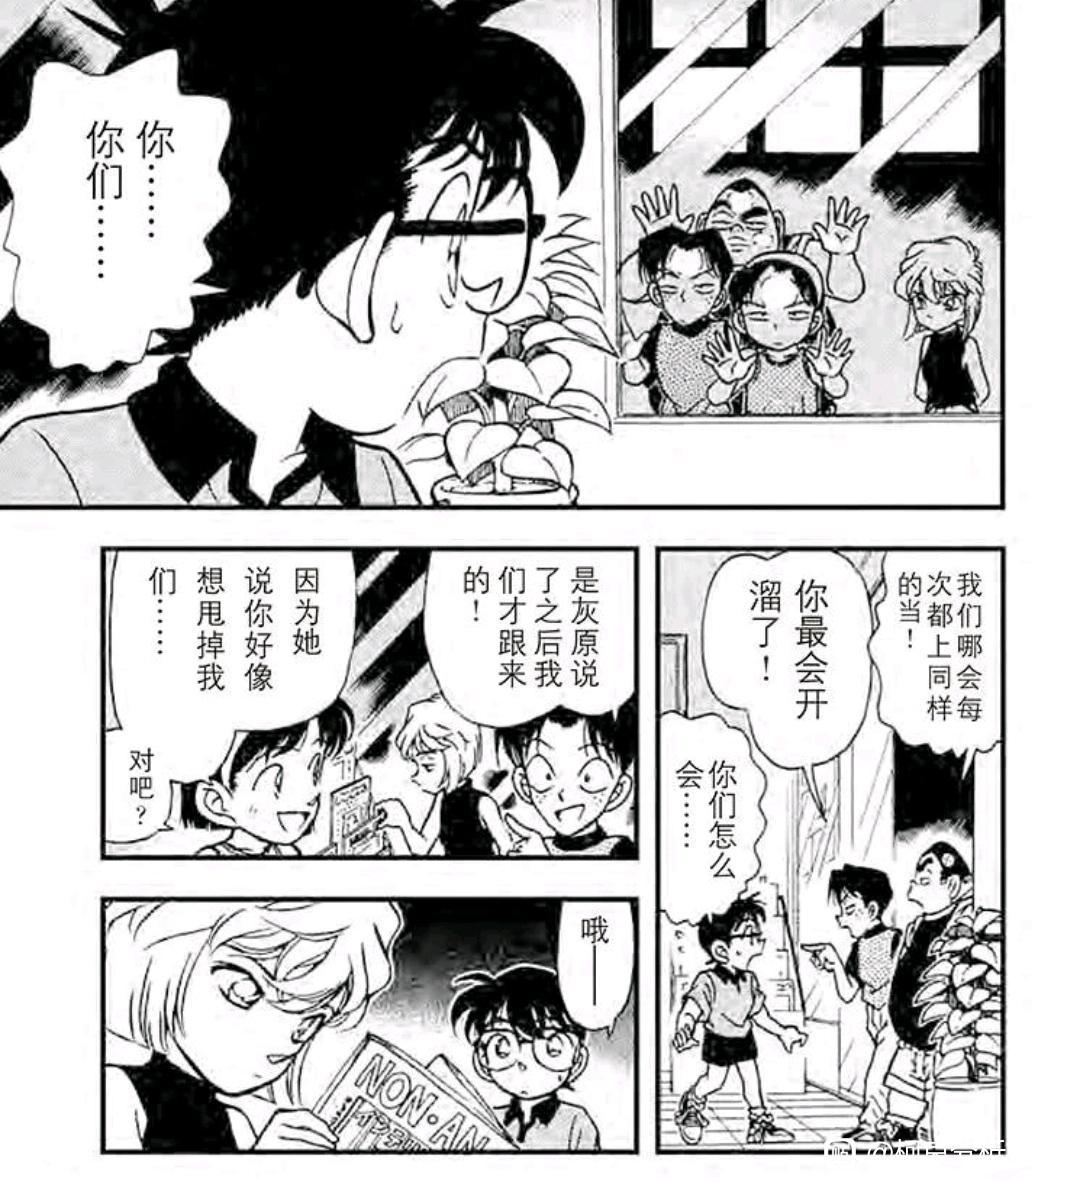 你……
你们………
我们哪会每
次都上同样
的当！
你最会开
溜了！
你们怎么
会……
是灰原说
了之后我
们才跟来
的！
因为她
说你好像
想甩掉我
们……
对吧？
哦——
NON·AN